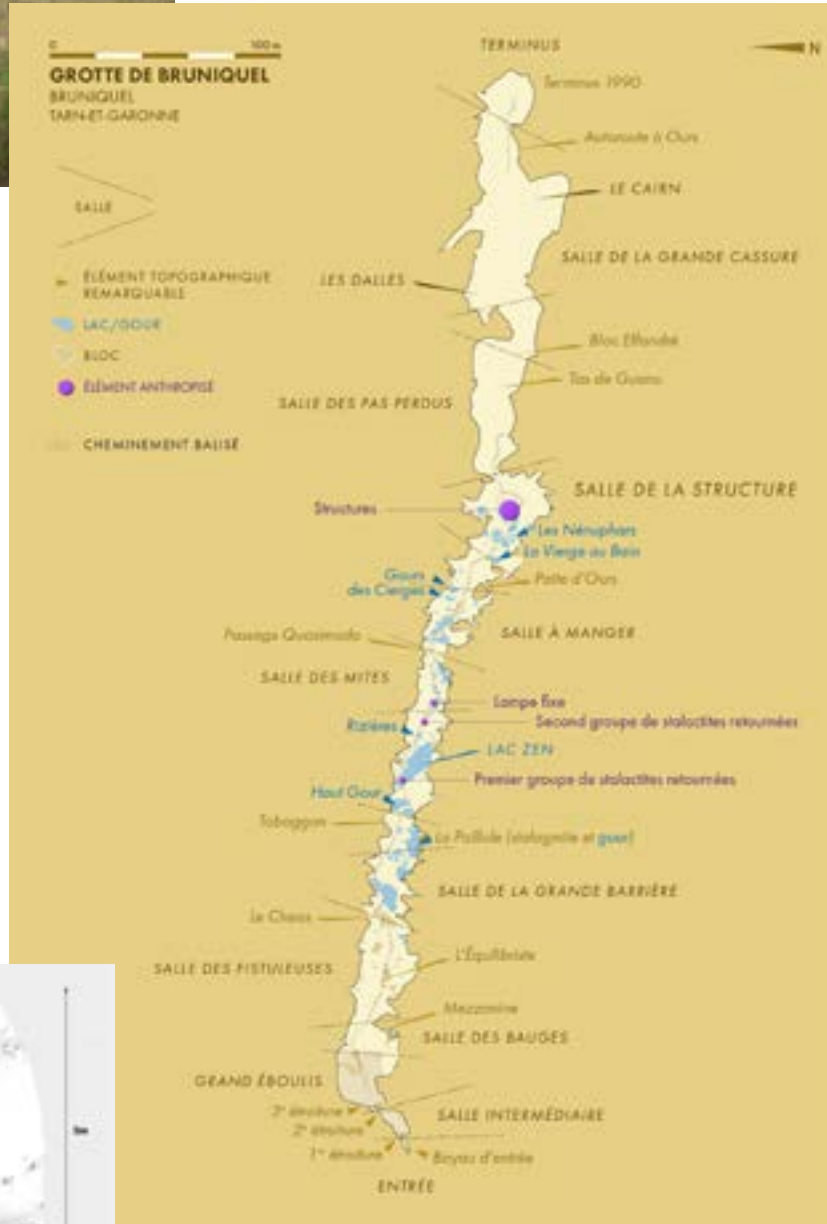 0 100 m
GROTTE DE BRUNIQUEL
BRUNIQUEL
TARN-ET-GARONNE
SALLE
ÉLÉMENT TOPOGRAPHIQUE
REMARQUABLE
LAC/GOUR
BLOC
ÉLÉMENT ANTHROPISÉ
CHEMINEMENT BALISÉ
N
TERMINUS
Terminus 1990
Autoroute à Ours
LE CAIRN
SALLE DE LA GRANDE CASSURE
LES DALLES
Bloc Effondré
Tas de Guano
SALLE DES PAS PERDUS
SALLE DE LA STRUCTURE
Structures
Les Nénuphars
La Vierge au Bain
Gours
des Cierges
Patte d'Ours
Passage Quasimodo
SALLE À MANGER
SALLE DES MITES
Lampe fixe
Second groupe de stalactites retournées
Rizières
LAC ZEN
Premier groupe de stalactites retournées
Haut Gour
Toboggan
(stalagmite et gour)
SALLE DE LA GRANDE BARRIÈRE
Le Chaos
L'Équilibriste
SALLE DES FISTULEUSES
Mezzanine
SALLE DES BAUGES
GRAND ÉBOULIS
3e étroiture
SALLE INTERMÉDIAIRE
2e étroiture
1re étroiture
Boyau d'entrée
ENTRÉE